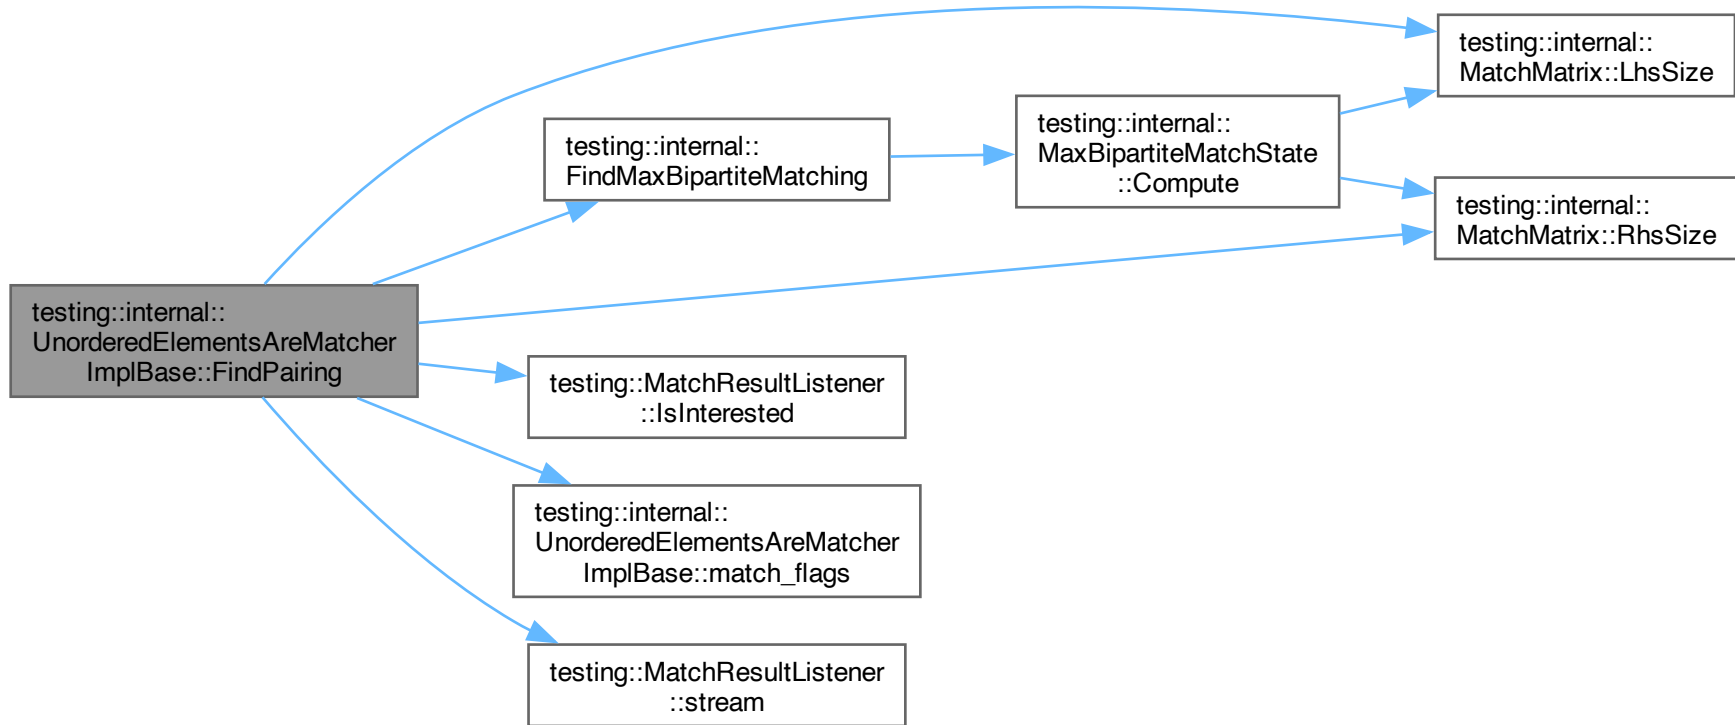 testing::internal::
UnorderedElementsAreMatcher
ImplBase::FindPairing
testing::internal::
FindMaxBipartiteMatching
testing::internal::
MaxBipartiteMatchState
::Compute
testing::internal::
MatchMatrix::LhsSize
testing::internal::
MatchMatrix::RhsSize
testing::MatchResultListener
::IsInterested
testing::internal::
UnorderedElementsAreMatcher
ImplBase::match_flags
testing::MatchResultListener
::stream